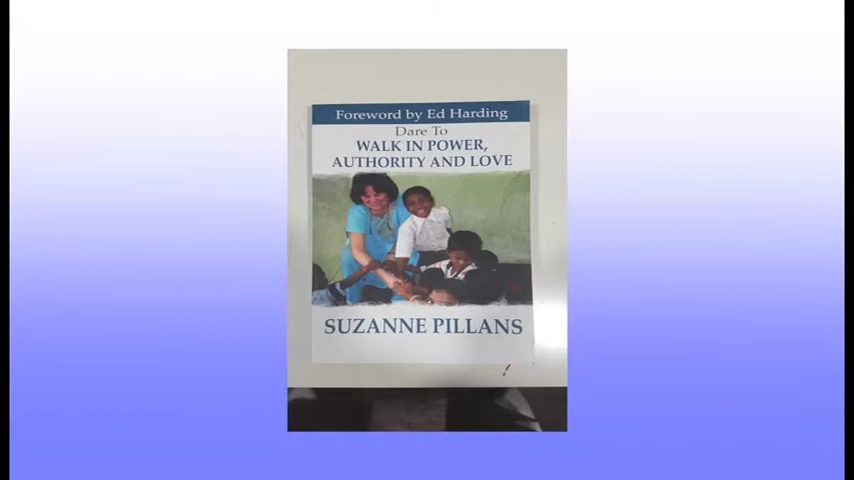 Foreword by Ed Harding
Dare To
WALK IN POWER,
AUTHORITY AND LOVE
SUZANNE PILLANS